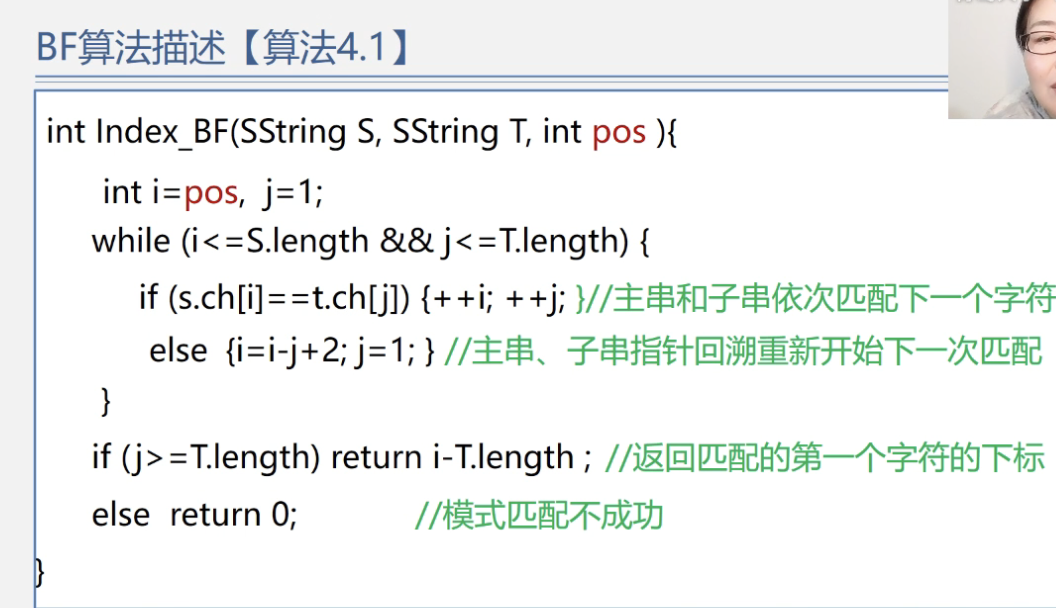 BF算法描述【算法4.1】
int Index_BF(SString S, SString T, int pos ){
int i=pos, j=1;
while (i<=S.length && j<=T.length) {
if (s.ch[i]==t.ch[j]) {++i; ++j; }//主串和子串依次匹配下一个字符
else {i=i-j+2; j=1; } //主串、子串指针回溯重新开始下一次匹配
}
if (j>=T.length) return i-T.length ; //返回匹配的第一个字符的下标
else return 0; //模式匹配不成功
}